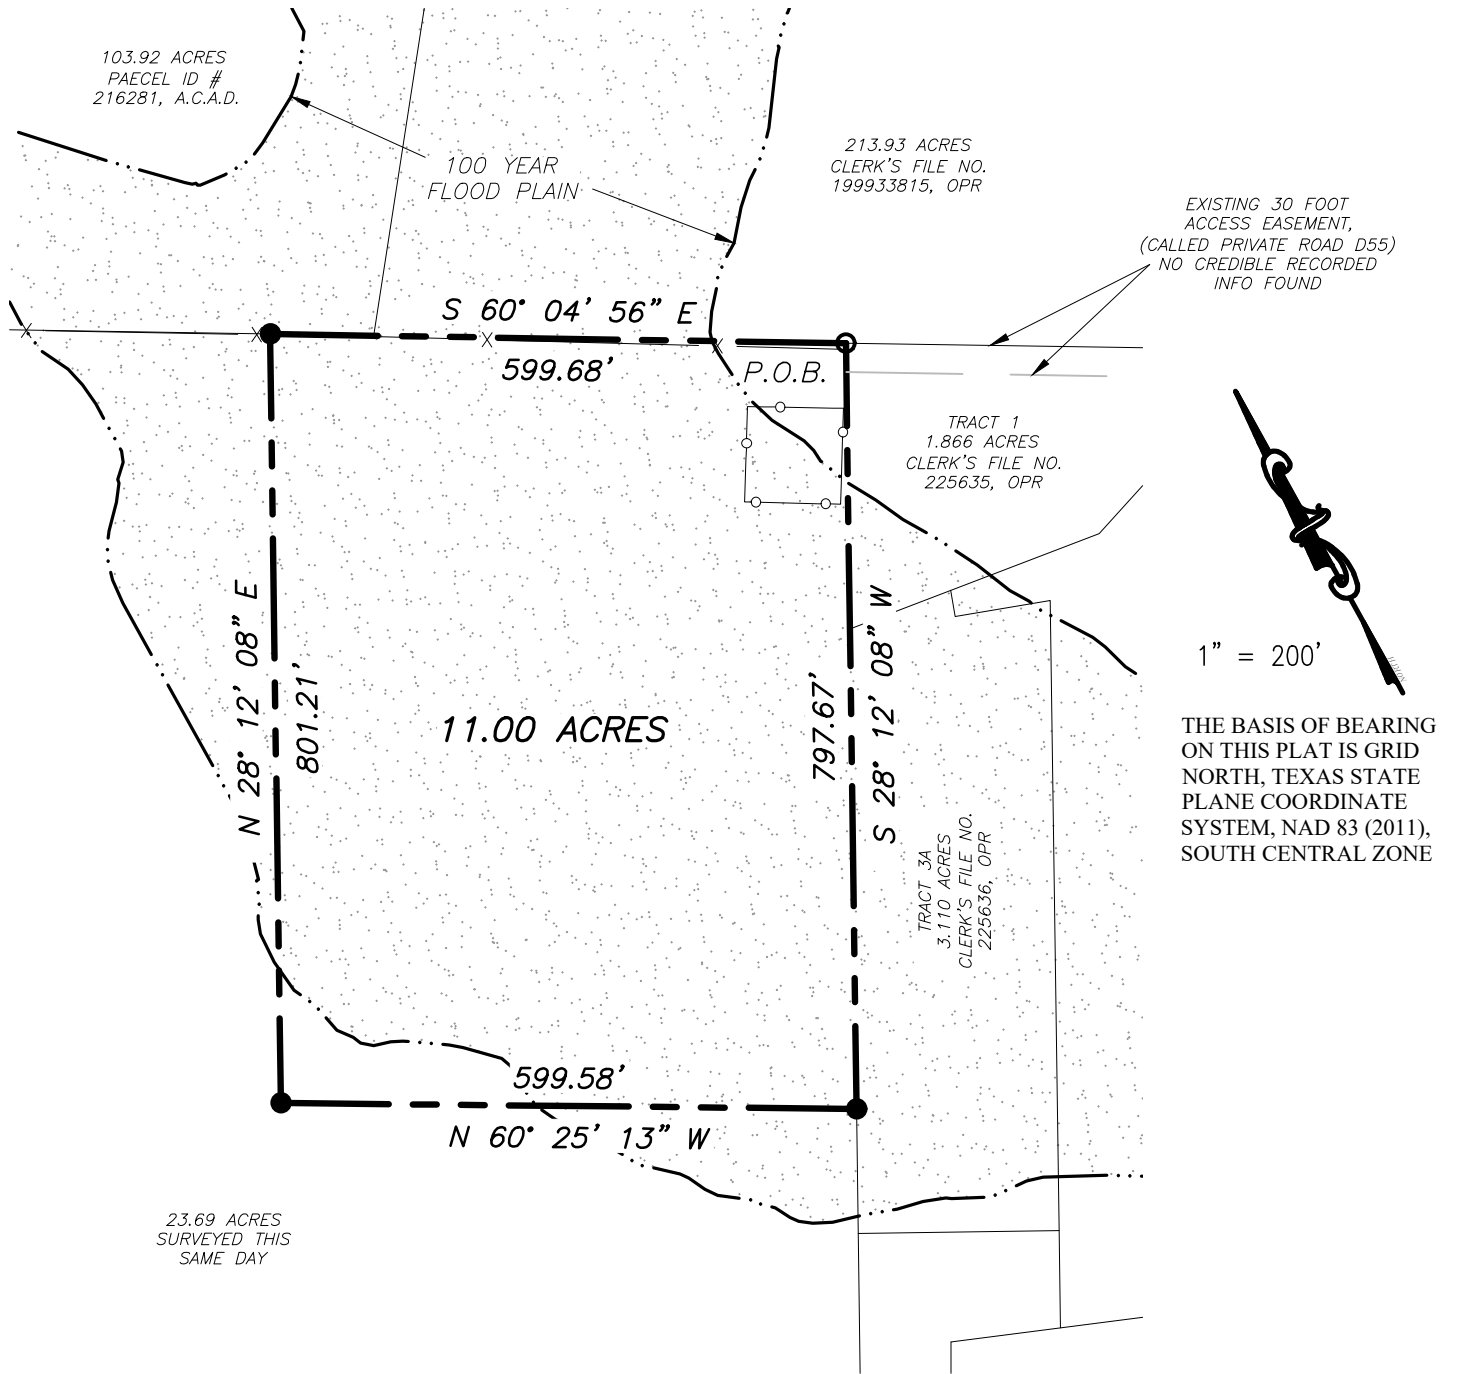 103.92 ACRES
PAECEL ID #
216281, A.C.A.D.
100 YEAR
FLOOD PLAIN
213.93 ACRES
CLERK'S FILE NO.
199933815, OPR
EXISTING 30 FOOT
ACCESS EASEMENT,
(CALLED PRIVATE ROAD D55)
NO CREDIBLE RECORDED
INFO FOUND
S 60° 04' 56" E
599.68'
P.O.B.
TRACT 1
1.866 ACRES
CLERK'S FILE NO.
225635, OPR
N 28° 12' 08" E
801.21'
11.00 ACRES
797.67'
S 28° 12' 08" W
TRACT 3A
3.110 ACRES
CLERK'S FILE NO.
225636, OPR
1" = 200'
THE BASIS OF BEARING
ON THIS PLAT IS GRID
NORTH, TEXAS STATE
PLANE COORDINATE
SYSTEM, NAD 83 (2011),
SOUTH CENTRAL ZONE
599.58'
N 60° 25' 13" W
23.69 ACRES
SURVEYED THIS
SAME DAY